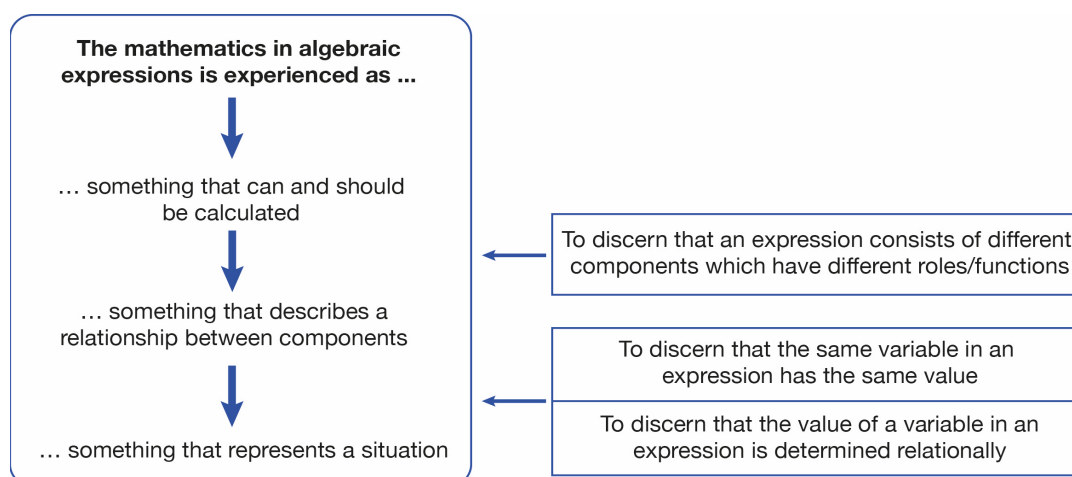 The mathematics in algebraic
expressions is experienced as ...
… something that can and should
be calculated
… something that describes a
relationship between components
… something that represents a situation
To discern that an expression consists of different
components which have different roles/functions
To discern that the same variable in an
expression has the same value
To discern that the value of a variable in an
expression is determined relationally